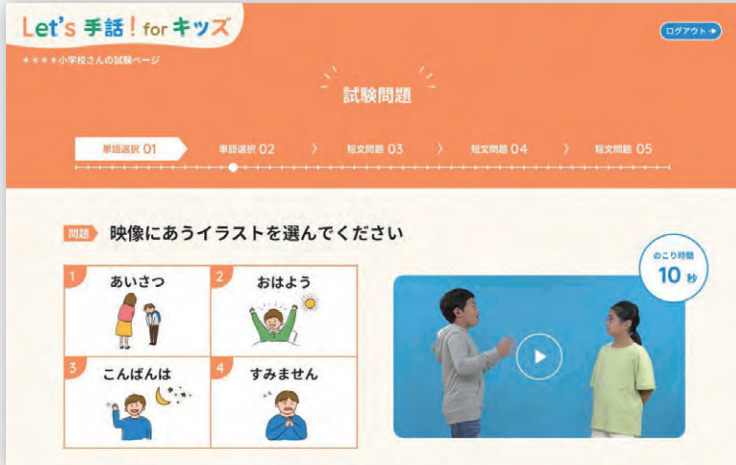 Let's 手話！for キッズ
ログアウト
＊＊＊＊小学校さんの試験ページ
試験問題
単語選択 01
単語選択 02
短文問題 03
短文問題 04
短文問題 05
問題 映像にあうイラストを選んでください
のこり時間
10 秒
1 あいさつ
2 おはよう
3 こんばんは
4 すみません